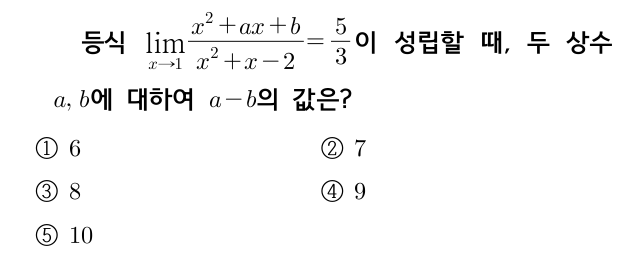 등식 $\lim_{x \to 1} \frac{x^2+ax+b}{x^2+x-2} = \frac{5}{3}$이 성립할 때, 두 상수
a, b에 대하여 a−b의 값은?
① 6 ② 7
③ 8 ④ 9
⑤ 10